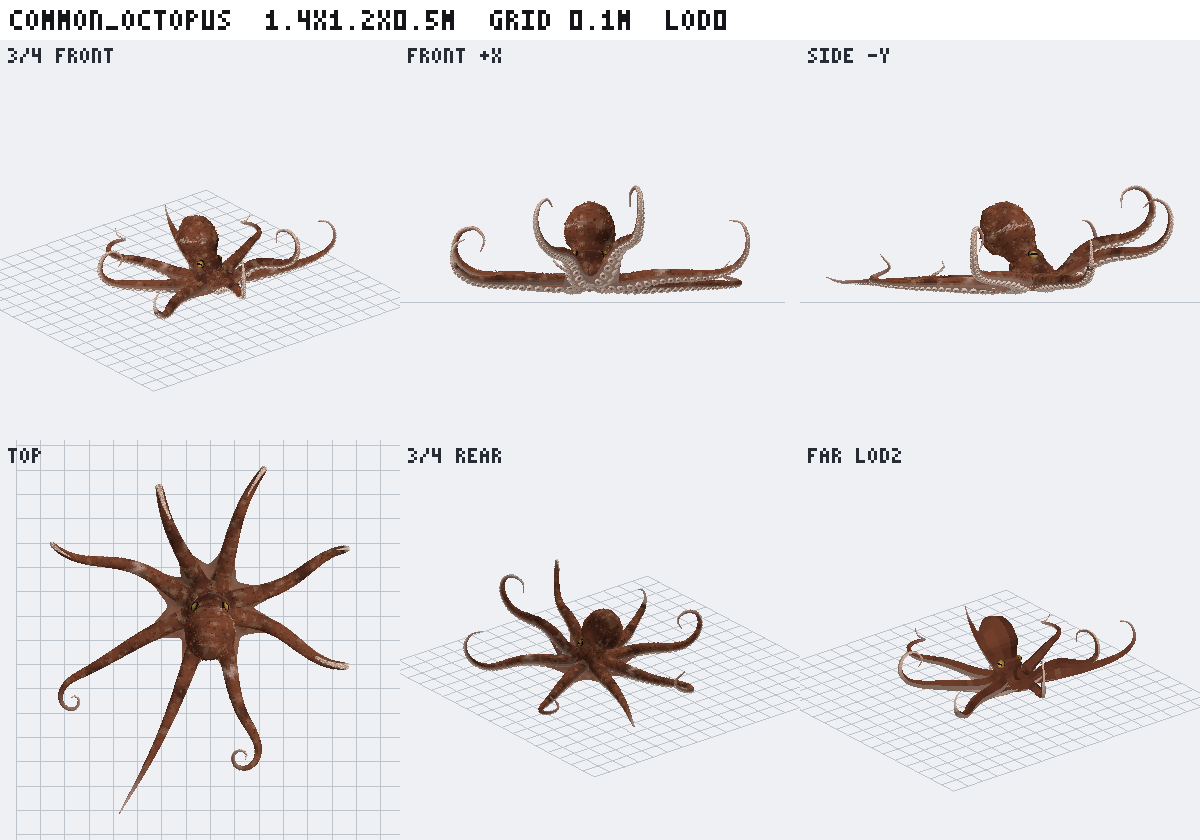 COMMON_OCTOPUS 1.4X1.2X0.5M GRID 0.1M LOD0
3/4 FRONT
FRONT +X
SIDE -Y
TOP
3/4 REAR
FAR LOD2